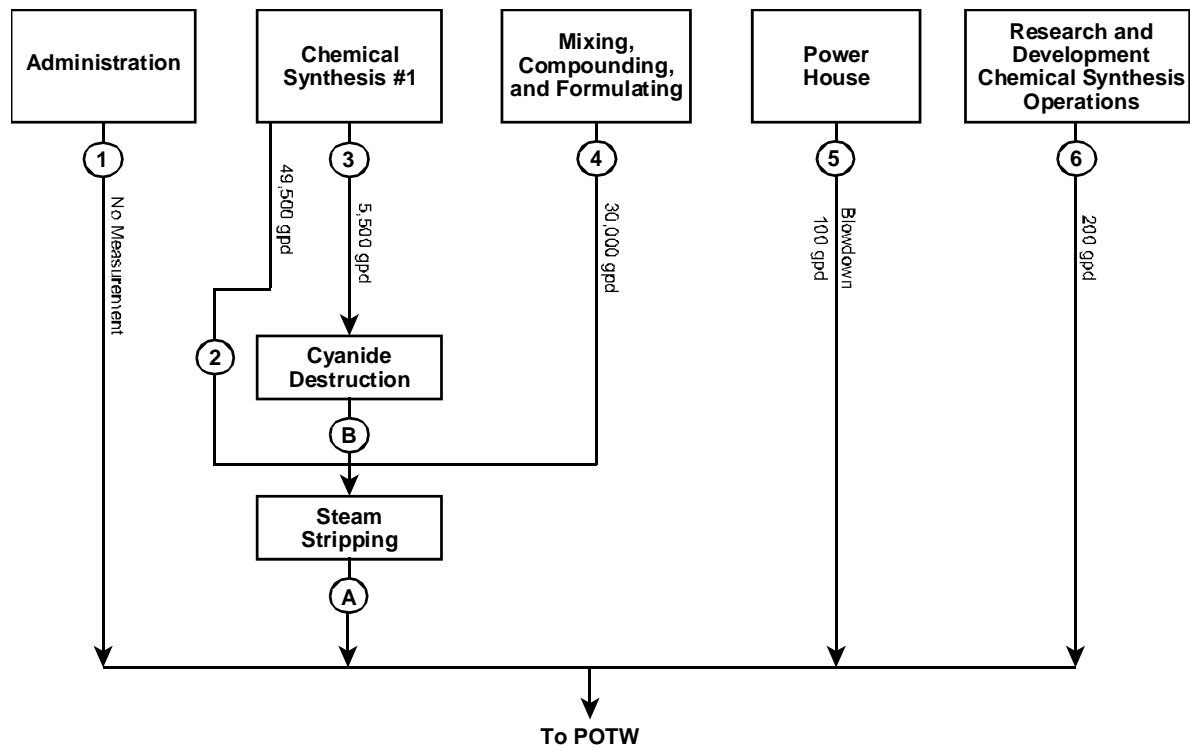 Administration
Chemical
Synthesis #1
Mixing,
Compounding,
and Formulating
Power
House
Research and
Development
Chemical Synthesis
Operations
1
3
4
5
6
No Measurement
49,500 gpd
5,500 gpd
30,000 gpd
Blowdown
100 gpd
200 gpd
2
Cyanide
Destruction
B
Steam
Stripping
A
To POTW